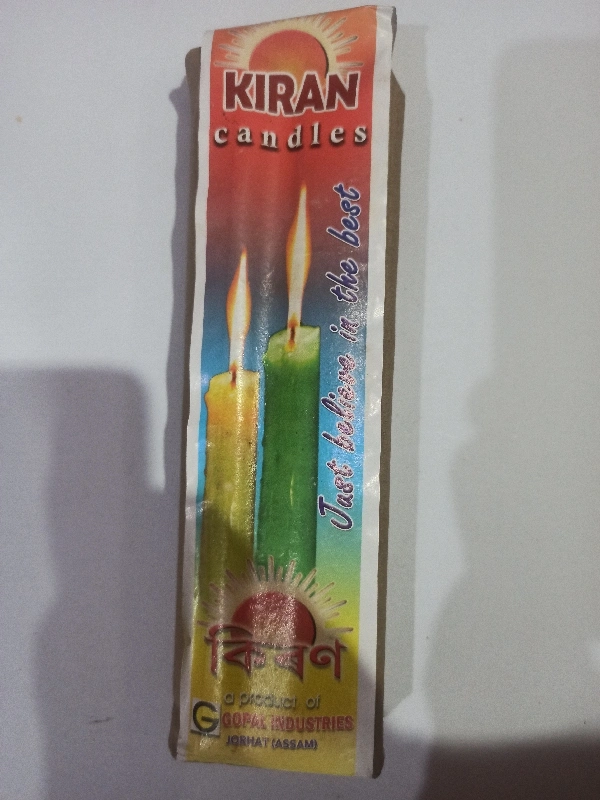 KIRAN
candles
Just believe in the best
কিৰণ
a product of
G GOPAL INDUSTRIES
JORHAT (ASSAM)